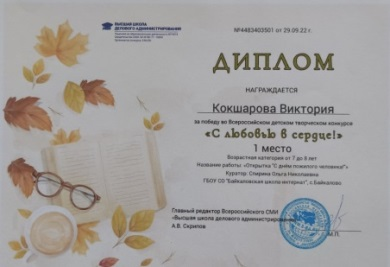 ВЫСШАЯ ШКОЛА
ДЕЛОВОГО АДМИНИСТРИРОВАНИЯ
№4483403501 от 29.09.22 г.
ДИПЛОМ
НАГРАЖДАЕТСЯ
Кокшарова Виктория
за победу во Всероссийском детском творческом конкурсе
«С любовью в сердце!»
1 место
Возрастная категория от 7 до 8 лет
Название работы: «Открытка "С днём пожилого человека!"»
Куратор: Спирина Ольга Николаевна
ГБОУ СО "Байкаловская школа-интернат", с.Байкалово
Главный редактор Всероссийского СМИ
«Высшая школа делового администрирования»
А.В. Скрипов
М.П.